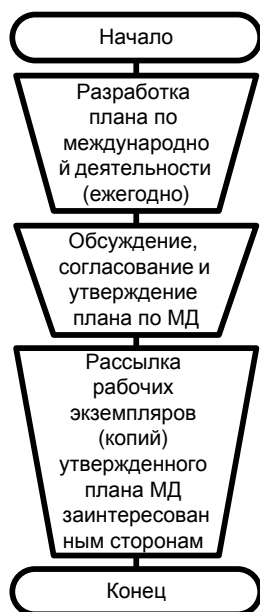 Начало
Разработка
плана по
международно
й деятельности
(ежегодно)
Обсуждение,
согласование и
утверждение
плана по МД
Рассылка
рабочих
экземпляров
(копий)
утвержденного
плана МД
заинтересован
ным сторонам
Конец